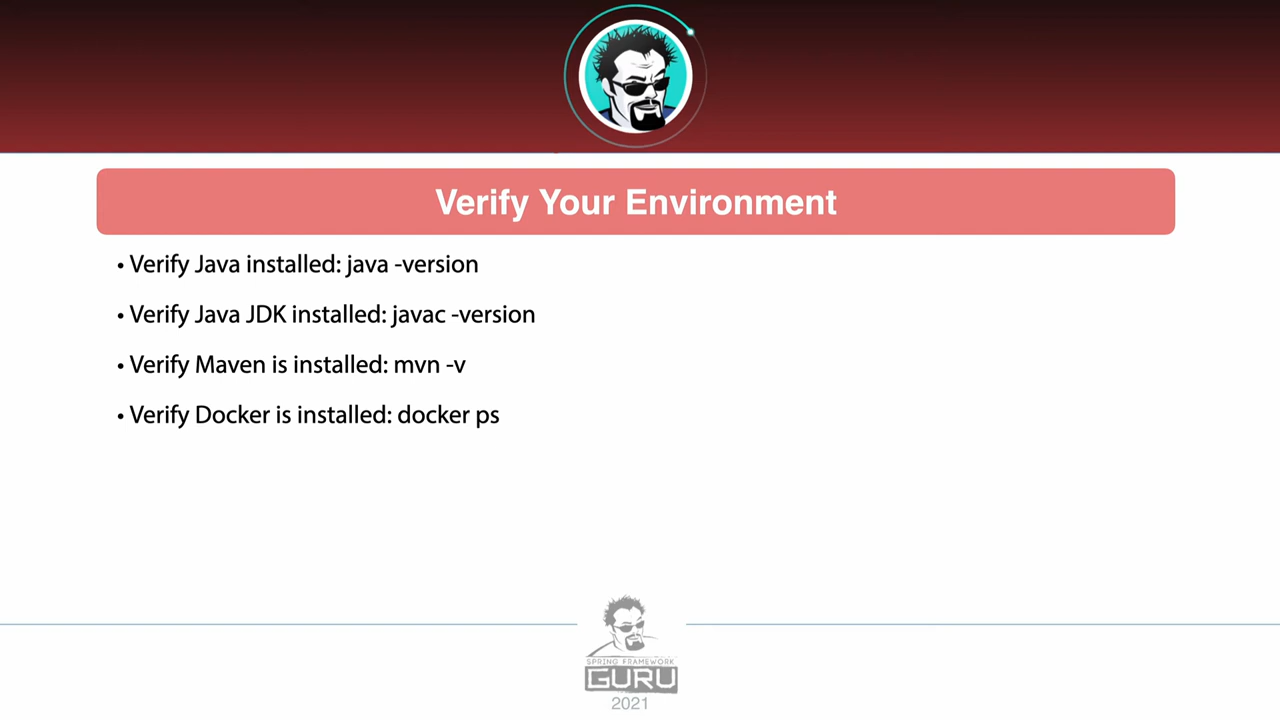 Verify Your Environment
• Verify Java installed: java -version
• Verify Java JDK installed: javac -version
• Verify Maven is installed: mvn -v
• Verify Docker is installed: docker ps
SPRING FRAMEWORK
GURU
2021